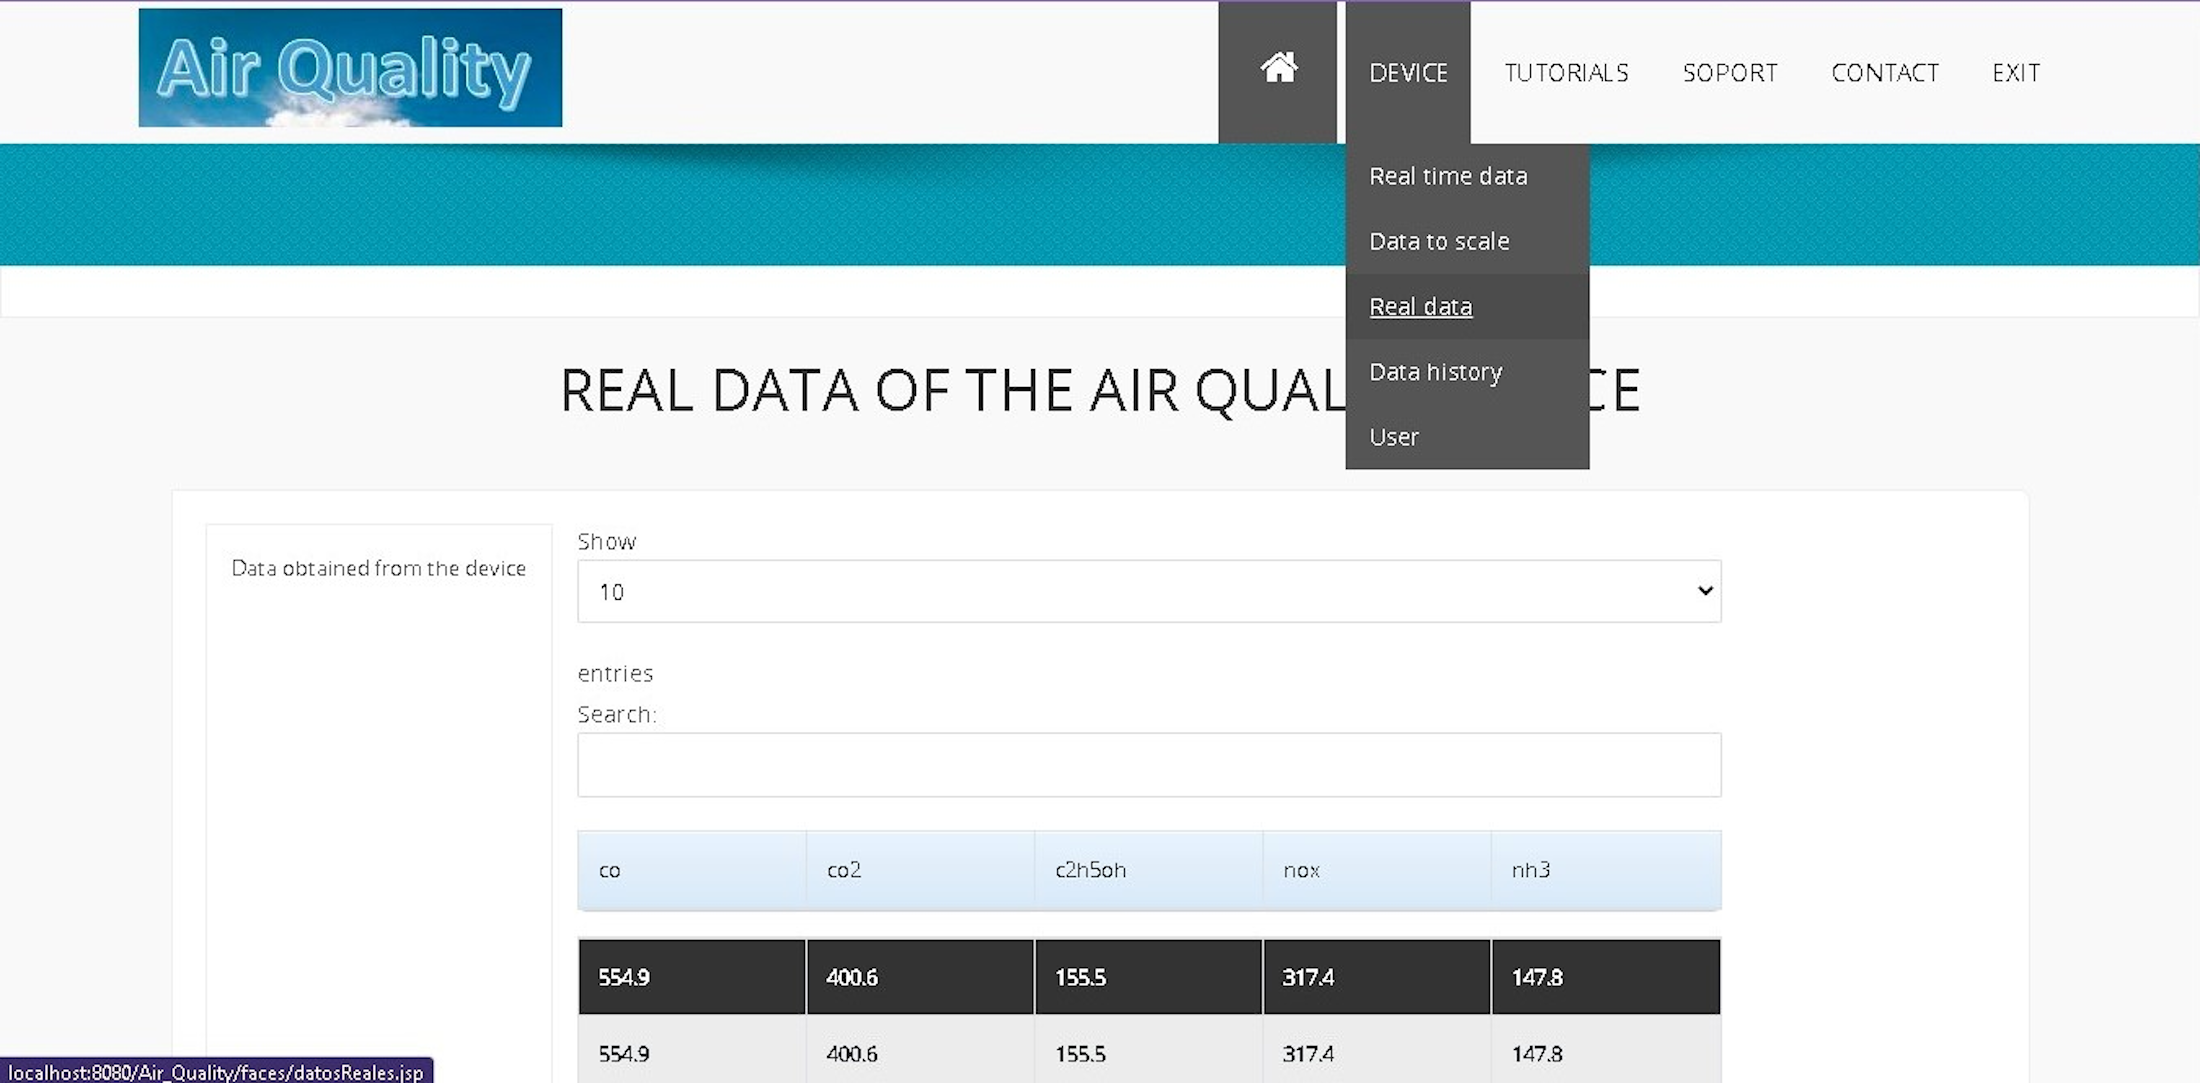 Air Quality
DEVICE TUTORIALS SOPORT CONTACT EXIT
Real time data
Data to scale
Real data
Data history
User
REAL DATA OF THE AIR QUAL CE
Data obtained from the device
Show
10
entries
Search:
co co2 c2h5oh nox nh3
554.9 400.6 155.5 317.4 147.8
554.9 400.6 155.5 317.4 147.8
localhost:8080/Air_Quality/faces/datosReales.jsp